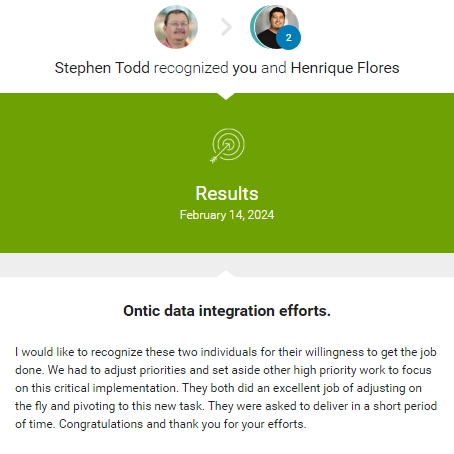 2
Stephen Todd recognized you and Henrique Flores
Results
February 14, 2024
Ontic data integration efforts.
I would like to recognize these two individuals for their willingness to get the job
done. We had to adjust priorities and set aside other high priority work to focus
on this critical implementation. They both did an excellent job of adjusting on
the fly and pivoting to this new task. They were asked to deliver in a short period
of time. Congratulations and thank you for your efforts.